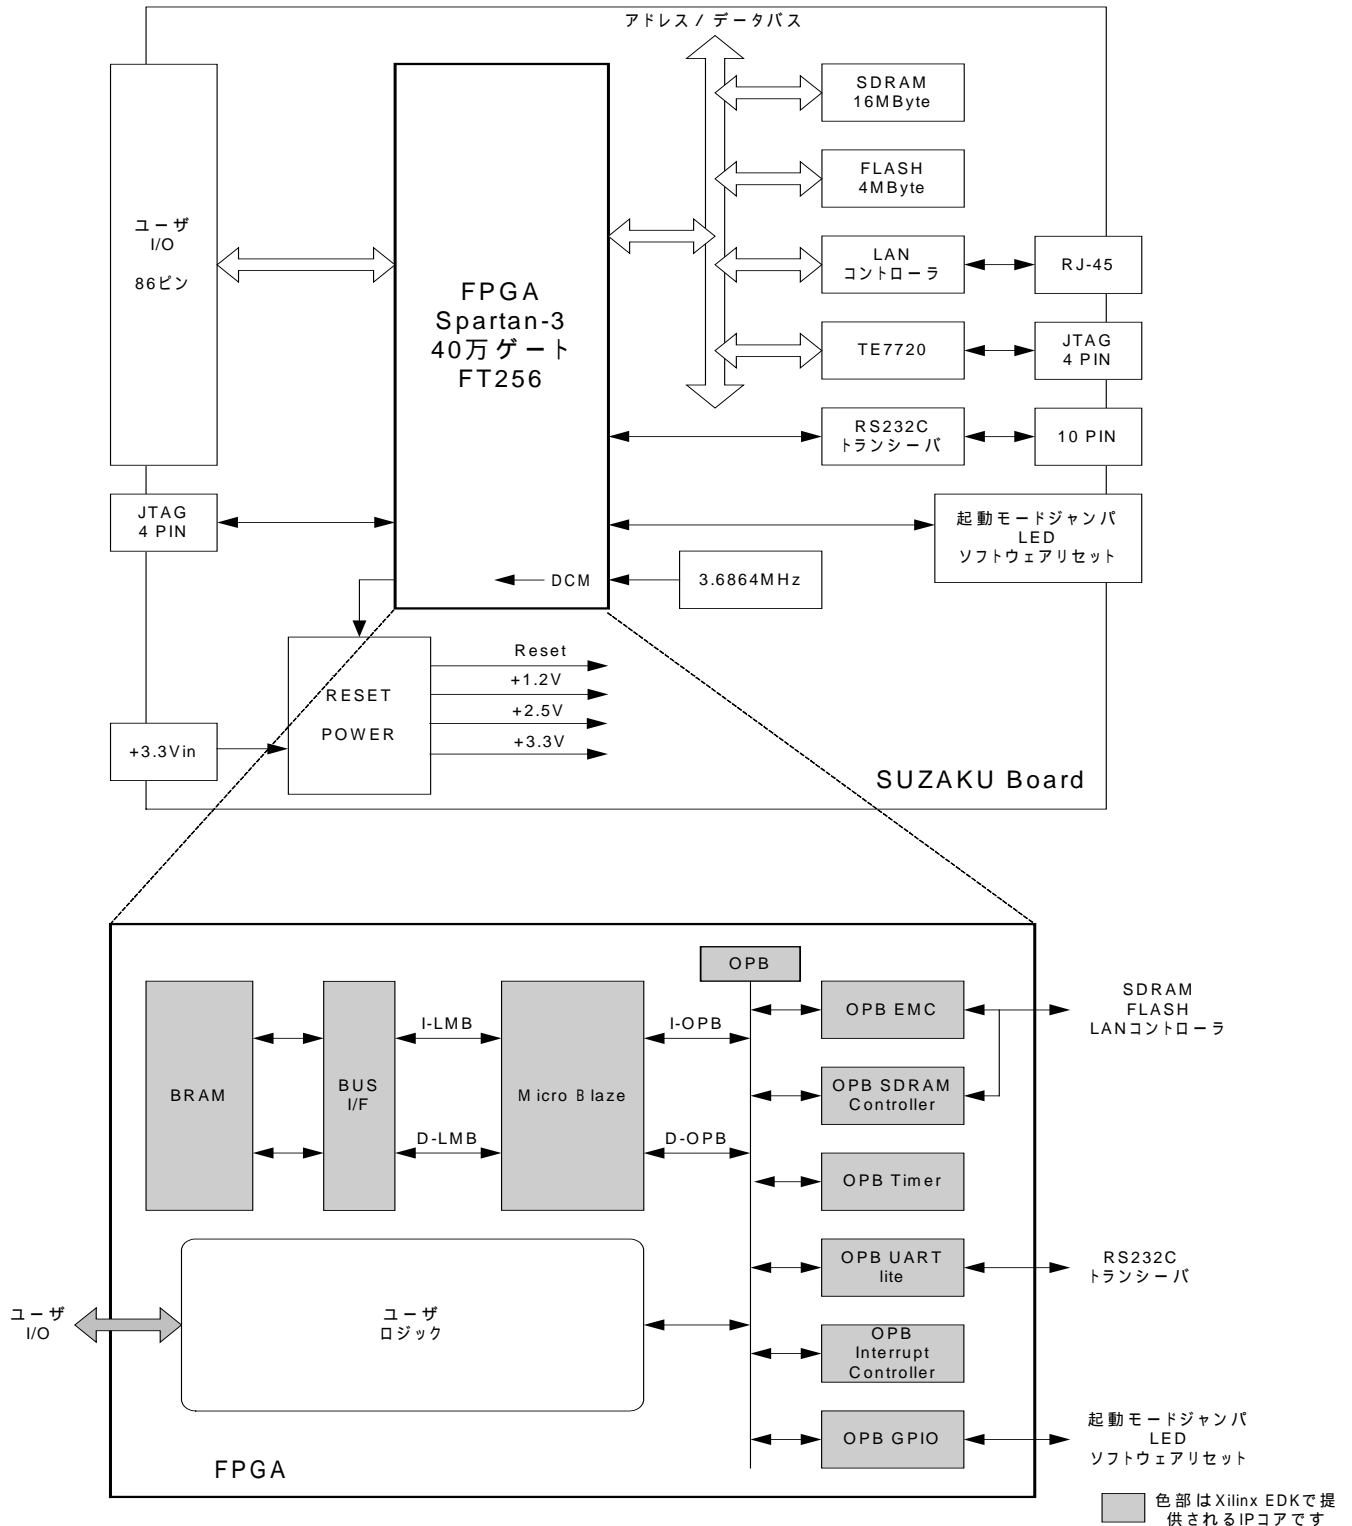 アドレス / データバス
SDRAM
16MByte
FLASH
4MByte
ユーザ
I/O
86ピン
LAN
コントローラ
RJ-45
FPGA
Spartan-3
40万ゲート
FT256
TE7720
JTAG
4 PIN
RS232C
トランシーバ
10 PIN
JTAG
4 PIN
起動モードジャンパ
LED
ソフトウェアリセット
DCM
3.6864MHz
RESET
POWER
Reset
+1.2V
+2.5V
+3.3V
+3.3Vin
SUZAKU Board
OPB
BRAM
BUS
I/F
I-LMB
D-LMB
Micro Blaze
I-OPB
D-OPB
OPB EMC
SDRAM
FLASH
LANコントローラ
OPB SDRAM
Controller
OPB Timer
OPB UART
lite
RS232C
トランシーバ
ユーザ
I/O
ユーザ
ロジック
OPB
Interrupt
Controller
OPB GPIO
起動モードジャンパ
LED
ソフトウェアリセット
FPGA
色部はXilinx EDKで提
供されるIPコアです